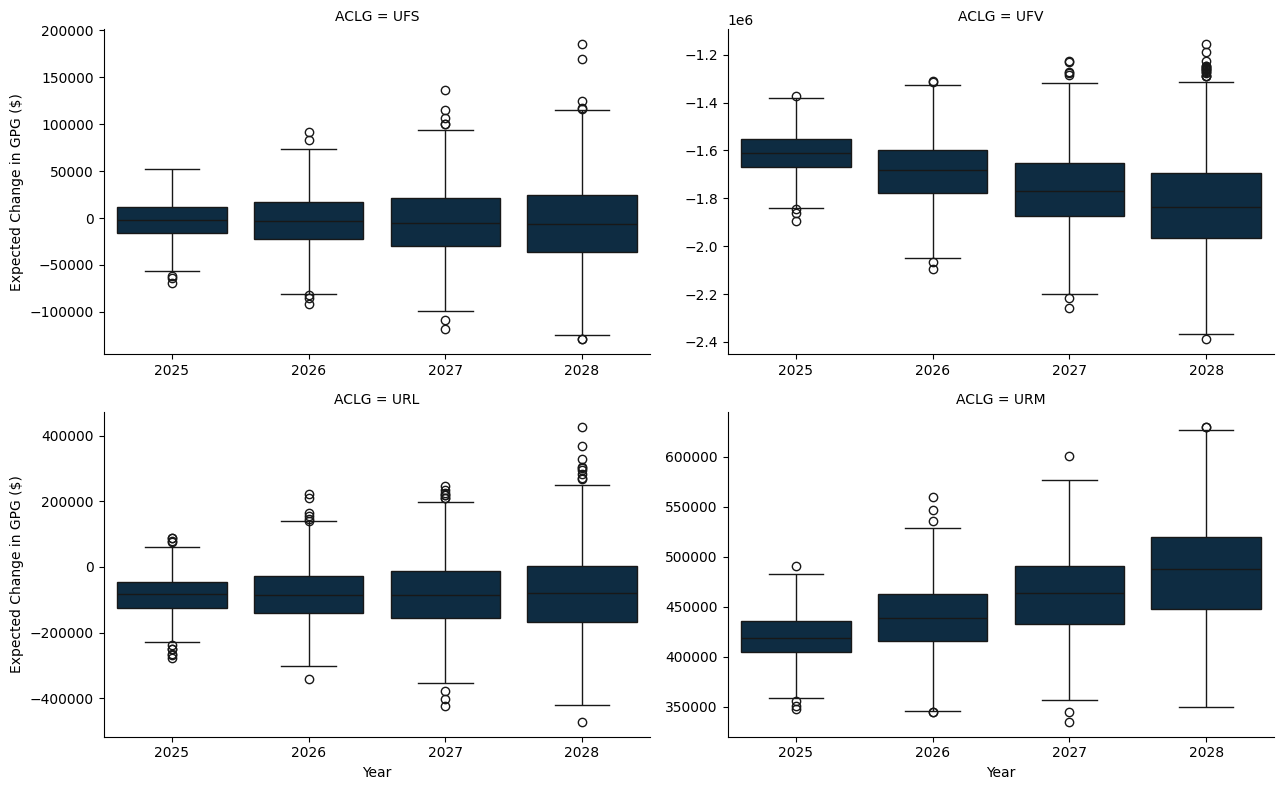 ACLG = UFS
Expected Change in GPG ($)
200000
150000
100000
50000
0
−50000
−100000
2025 2026 2027 2028
ACLG = UFV
1e6
−1.2
−1.4
−1.6
−1.8
−2.0
−2.2
−2.4
2025 2026 2027 2028
ACLG = URL
Expected Change in GPG ($)
400000
200000
0
−200000
−400000
2025 2026 2027 2028
Year
ACLG = URM
600000
550000
500000
450000
400000
350000
2025 2026 2027 2028
Year